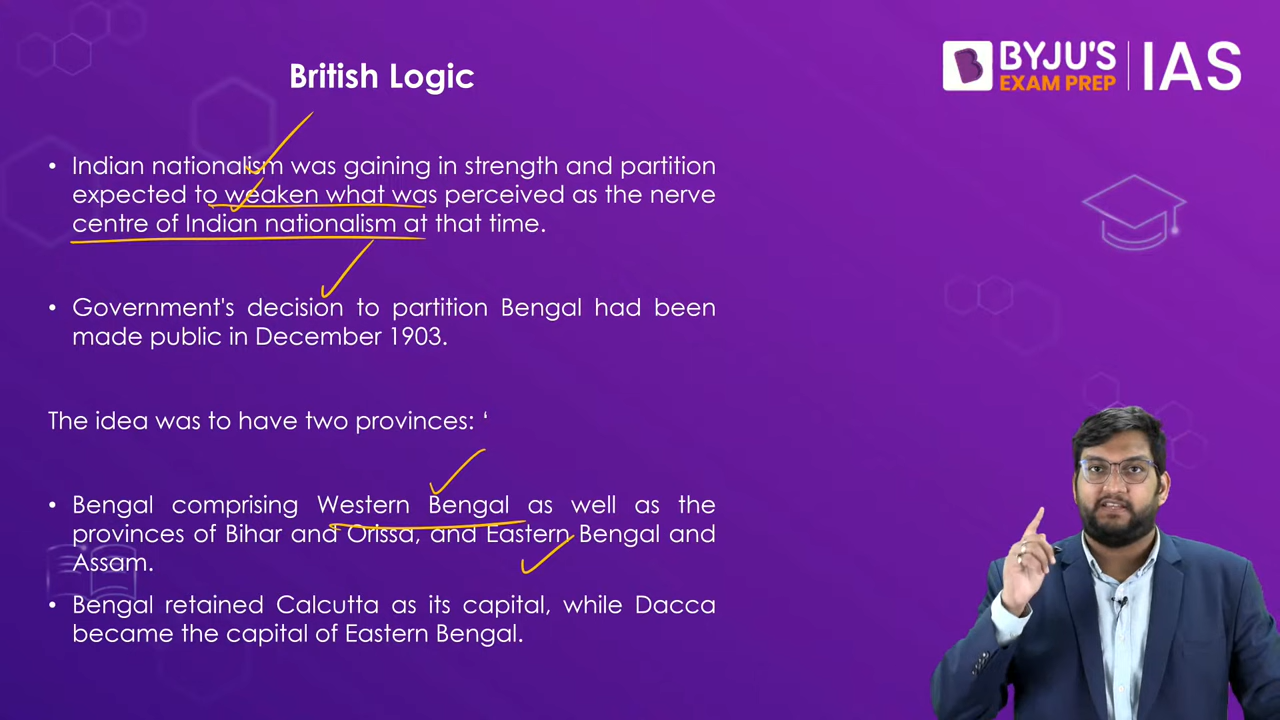 British Logic
BYJU'S
EXAM PREP
IAS
• Indian nationalism was gaining in strength and partition
expected to weaken what was perceived as the nerve
centre of Indian nationalism at that time.
• Government's decision to partition Bengal had been
made public in December 1903.
The idea was to have two provinces: ‘
• Bengal comprising Western Bengal as well as the
provinces of Bihar and Orissa, and Eastern Bengal and
Assam.
• Bengal retained Calcutta as its capital, while Dacca
became the capital of Eastern Bengal.